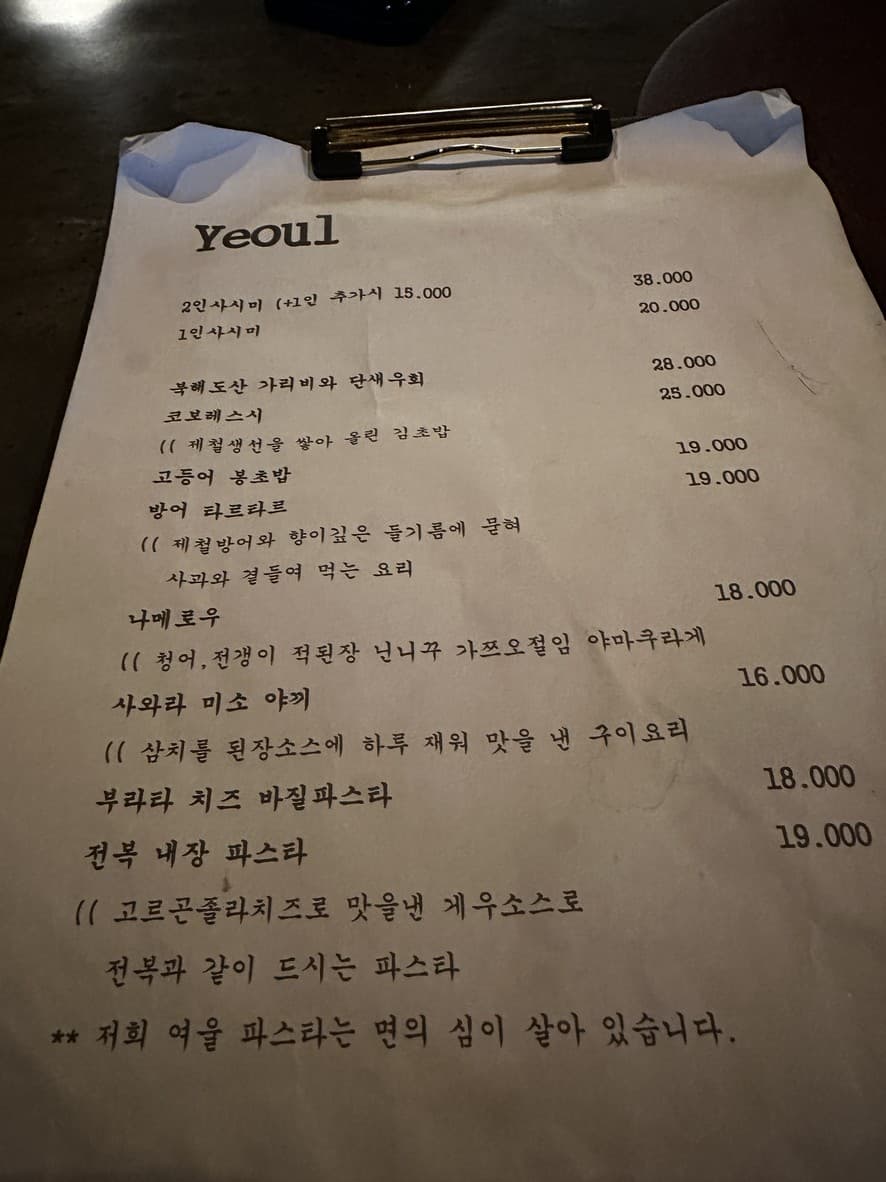 Yeoul
2인사시미 (+1인 추가시 15.000 38.000
1인사시미 20.000
북해도산 가리비와 단새우회 28.000
코보레스시 25.000
(( 제철생선을 쌓아 올린 김초밥
고등어 봉초밥 19.000
방어 타르타르 19.000
(( 제철방어와 향이깊은 들기름에 묻혀
사과와 곁들여 먹는 요리
나메로우 18.000
(( 청어,전갱이 적된장 닌니꾸 가쯔오절임 야마쿠라게
사와라 미소 야끼 16.000
(( 삼치를 된장소스에 하루 재워 맛을 낸 구이요리
부라타 치즈 바질파스타 18.000
전복 내장 파스타 19.000
(( 고르곤졸라치즈로 맛을낸 게우소스로
전복과 같이 드시는 파스타
** 저희 여울 파스타는 면의 심이 살아 있습니다.